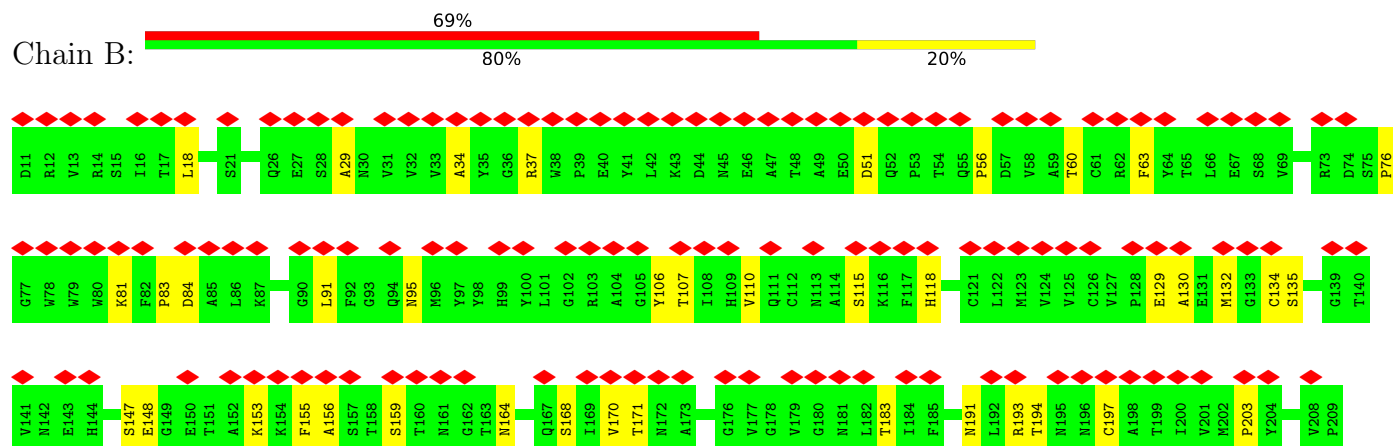 69%
Chain B:
80% 20%
D11 R12 V13 R14 S15 I16 T17 L18 S21 Q26 E27 S28 A29 N30 V31 V32 V33 A34 Y35 G36 R37 W38 P39 E40 Y41 L42 K43 D44 N45 E46 A47 T48 A49 E50 D51 Q52 P53 T54 Q55 P56 D57 V58 A59 T60 C61 R62 F63 Y64 T65 L66 E67 S68 V69 R73 D74 S75 P76
G77 W78 W79 W80 K81 F82 P83 D84 A85 L86 K87 G90 L91 F92 G93 Q94 N95 M96 Y97 Y98 H99 Y100 L101 G102 R103 A104 G105 Y106 T107 I108 H109 V110 Q111 C112 N113 A114 S115 K116 F117 H118 C121 L122 M123 V124 V125 C126 V127 P128 E129 A130 E131 M132 G133 C134 S135 G139 T140
V141 N142 E143 H144 S147 E148 G149 E150 T151 A152 K153 K154 F155 A156 S157 T158 S159 T160 N161 G162 T163 N164 Q167 S168 I169 V170 T171 N172 A173 G176 V177 G178 V179 G180 N181 L182 T183 I184 F185 N191 L192 R193 T194 N195 N196 C197 A198 T199 I200 V201 M202 P203 Y204 V208 P209